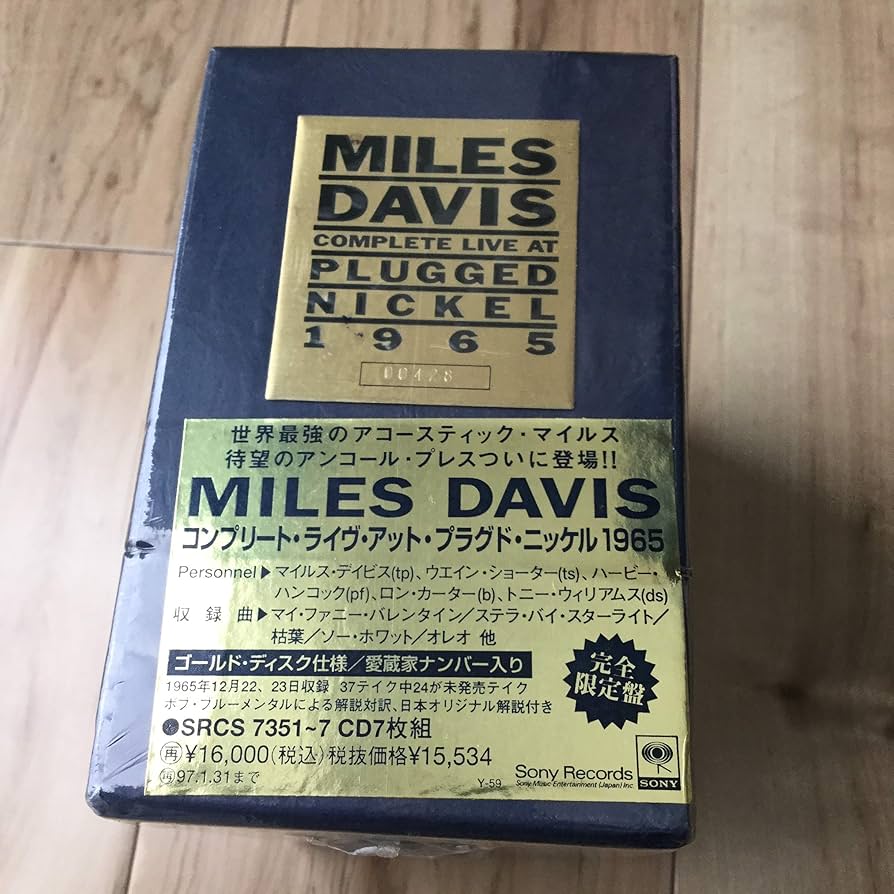 MILES
DAVIS
COMPLETE LIVE AT
PLUGGED
NICKEL
1965
00428
世界最強のアコースティック・マイルス
待望のアンコール・プレスついに登場!!
MILES DAVIS
コンプリート・ライヴ・アット・プラグド・ニッケル1965
Personnel▶マイルス・デイビス(tp)、ウエイン・ショーター(ts)、ハービー・
ハンコック(pf)、ロン・カーター(b)、トニー・ウィリアムス(ds)
収録曲▶マイ・ファニー・バレンタイン/ステラ・バイ・スターライト/
枯葉/ソー・ホワット/オレオ 他
ゴールド・ディスク仕様/愛蔵家ナンバー入り
完全
限定盤
1965年12月22、23日収録 37テイク中24が未発売テイク
ボブ・ブルーメンタルによる解説対訳、日本オリジナル解説付き
●SRCS 7351~7 CD7枚組
再¥16,000(税込)税抜価格¥15,534
再97.1.31まで
Y-59
Sony Records
Sony Music Entertainment (Japan) Inc.
SONY